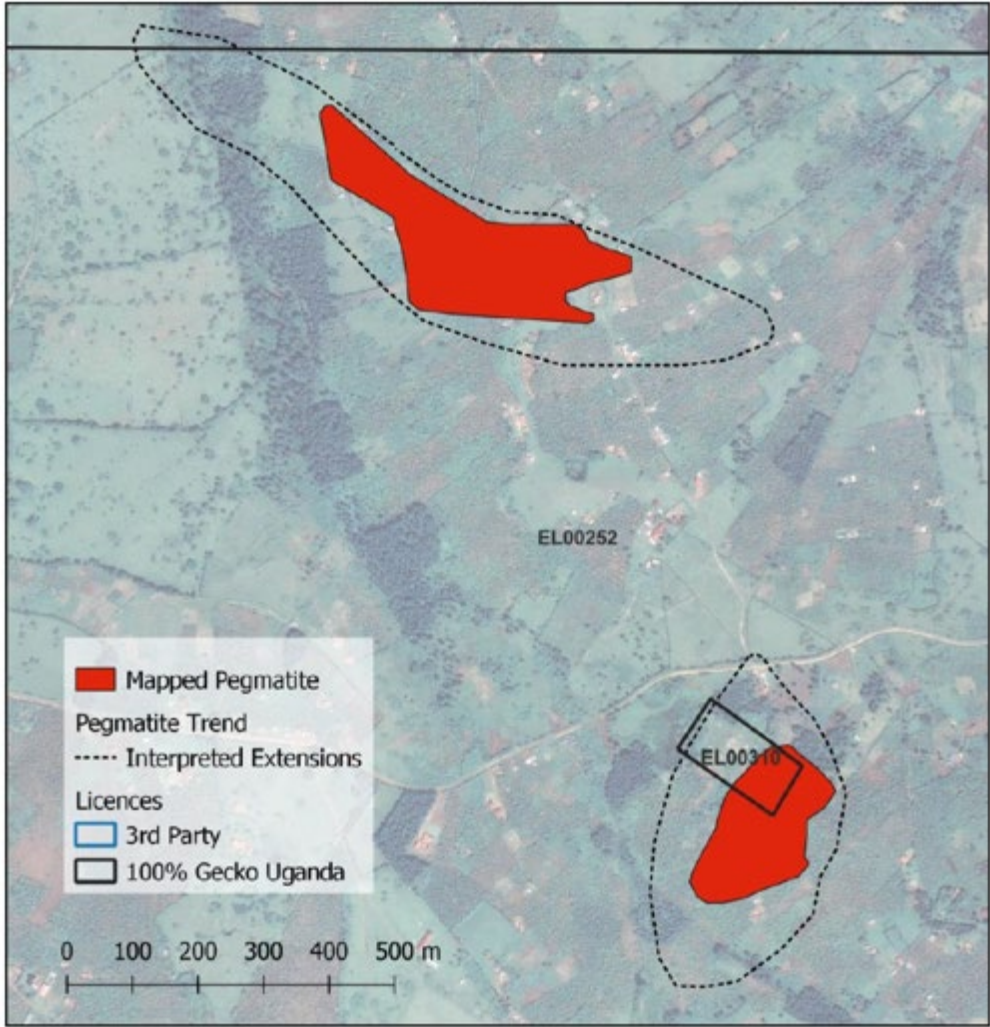 EL00252
Mapped Pegmatite
Pegmatite Trend
Interpreted Extensions
EL00310
Licences
3rd Party
100% Gecko Uganda
0 100 200 300 400 500 m